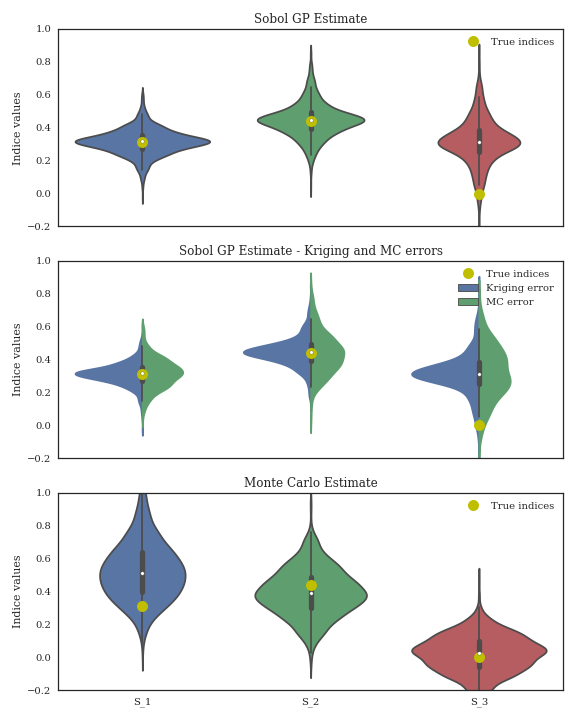 Sobol GP Estimate
True indices
Indice values
1.0
0.8
0.6
0.4
0.2
0.0
−0.2
Sobol GP Estimate - Kriging and MC errors
True indices
Kriging error
MC error
Indice values
1.0
0.8
0.6
0.4
0.2
0.0
−0.2
Monte Carlo Estimate
True indices
Indice values
1.0
0.8
0.6
0.4
0.2
0.0
−0.2
S_1 S_2 S_3